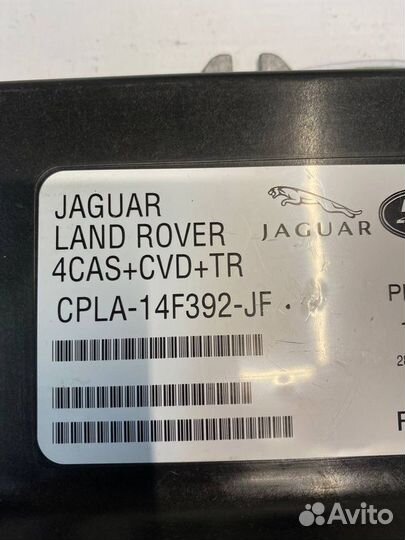 JAGUAR
LAND ROVER
4CAS+CVD+TR
CPLA-14F392-JF
JAGUAR
Avito